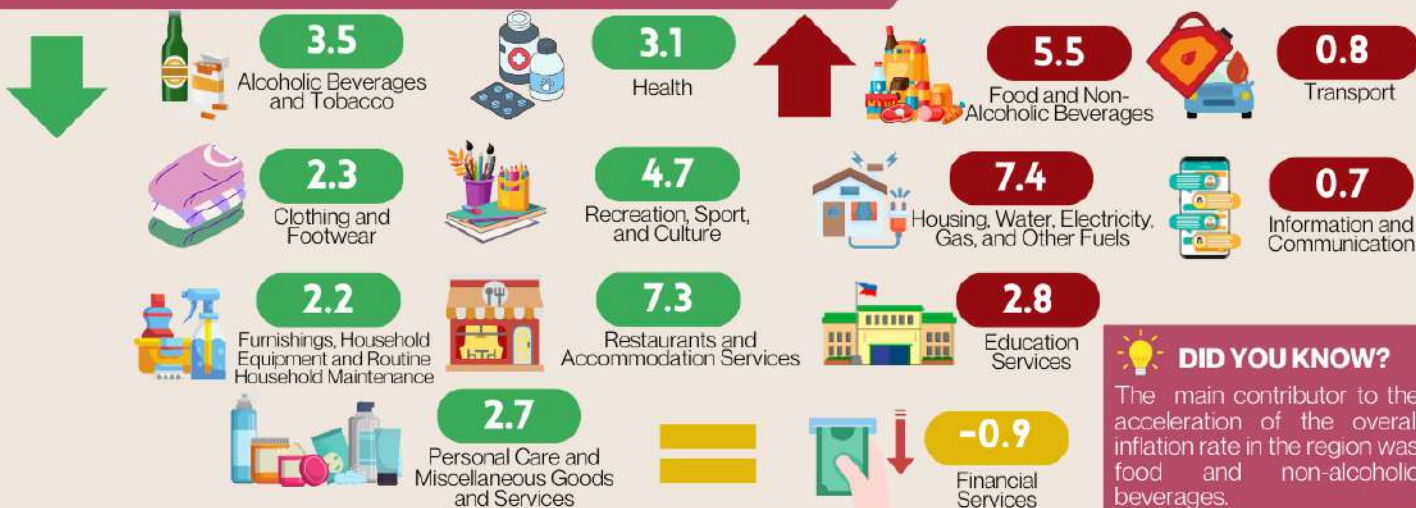 3.5
Alcoholic Beverages
and Tobacco
3.1
Health
5.5
Food and Non-
Alcoholic Beverages
0.8
Transport
2.3
Clothing and
Footwear
4.7
Recreation, Sport,
and Culture
7.4
Housing, Water, Electricity,
Gas, and Other Fuels
0.7
Information and
Communication
2.2
Furnishings, Household
Equipment and Routine
Household Maintenance
7.3
Restaurants and
Accommodation Services
2.8
Education
Services
2.7
Personal Care and
Miscellaneous Goods
and Services
-0.9
Financial
Services
DID YOU KNOW?
The main contributor to the
acceleration of the overall
inflation rate in the region was
food and non-alcoholic
beverages.